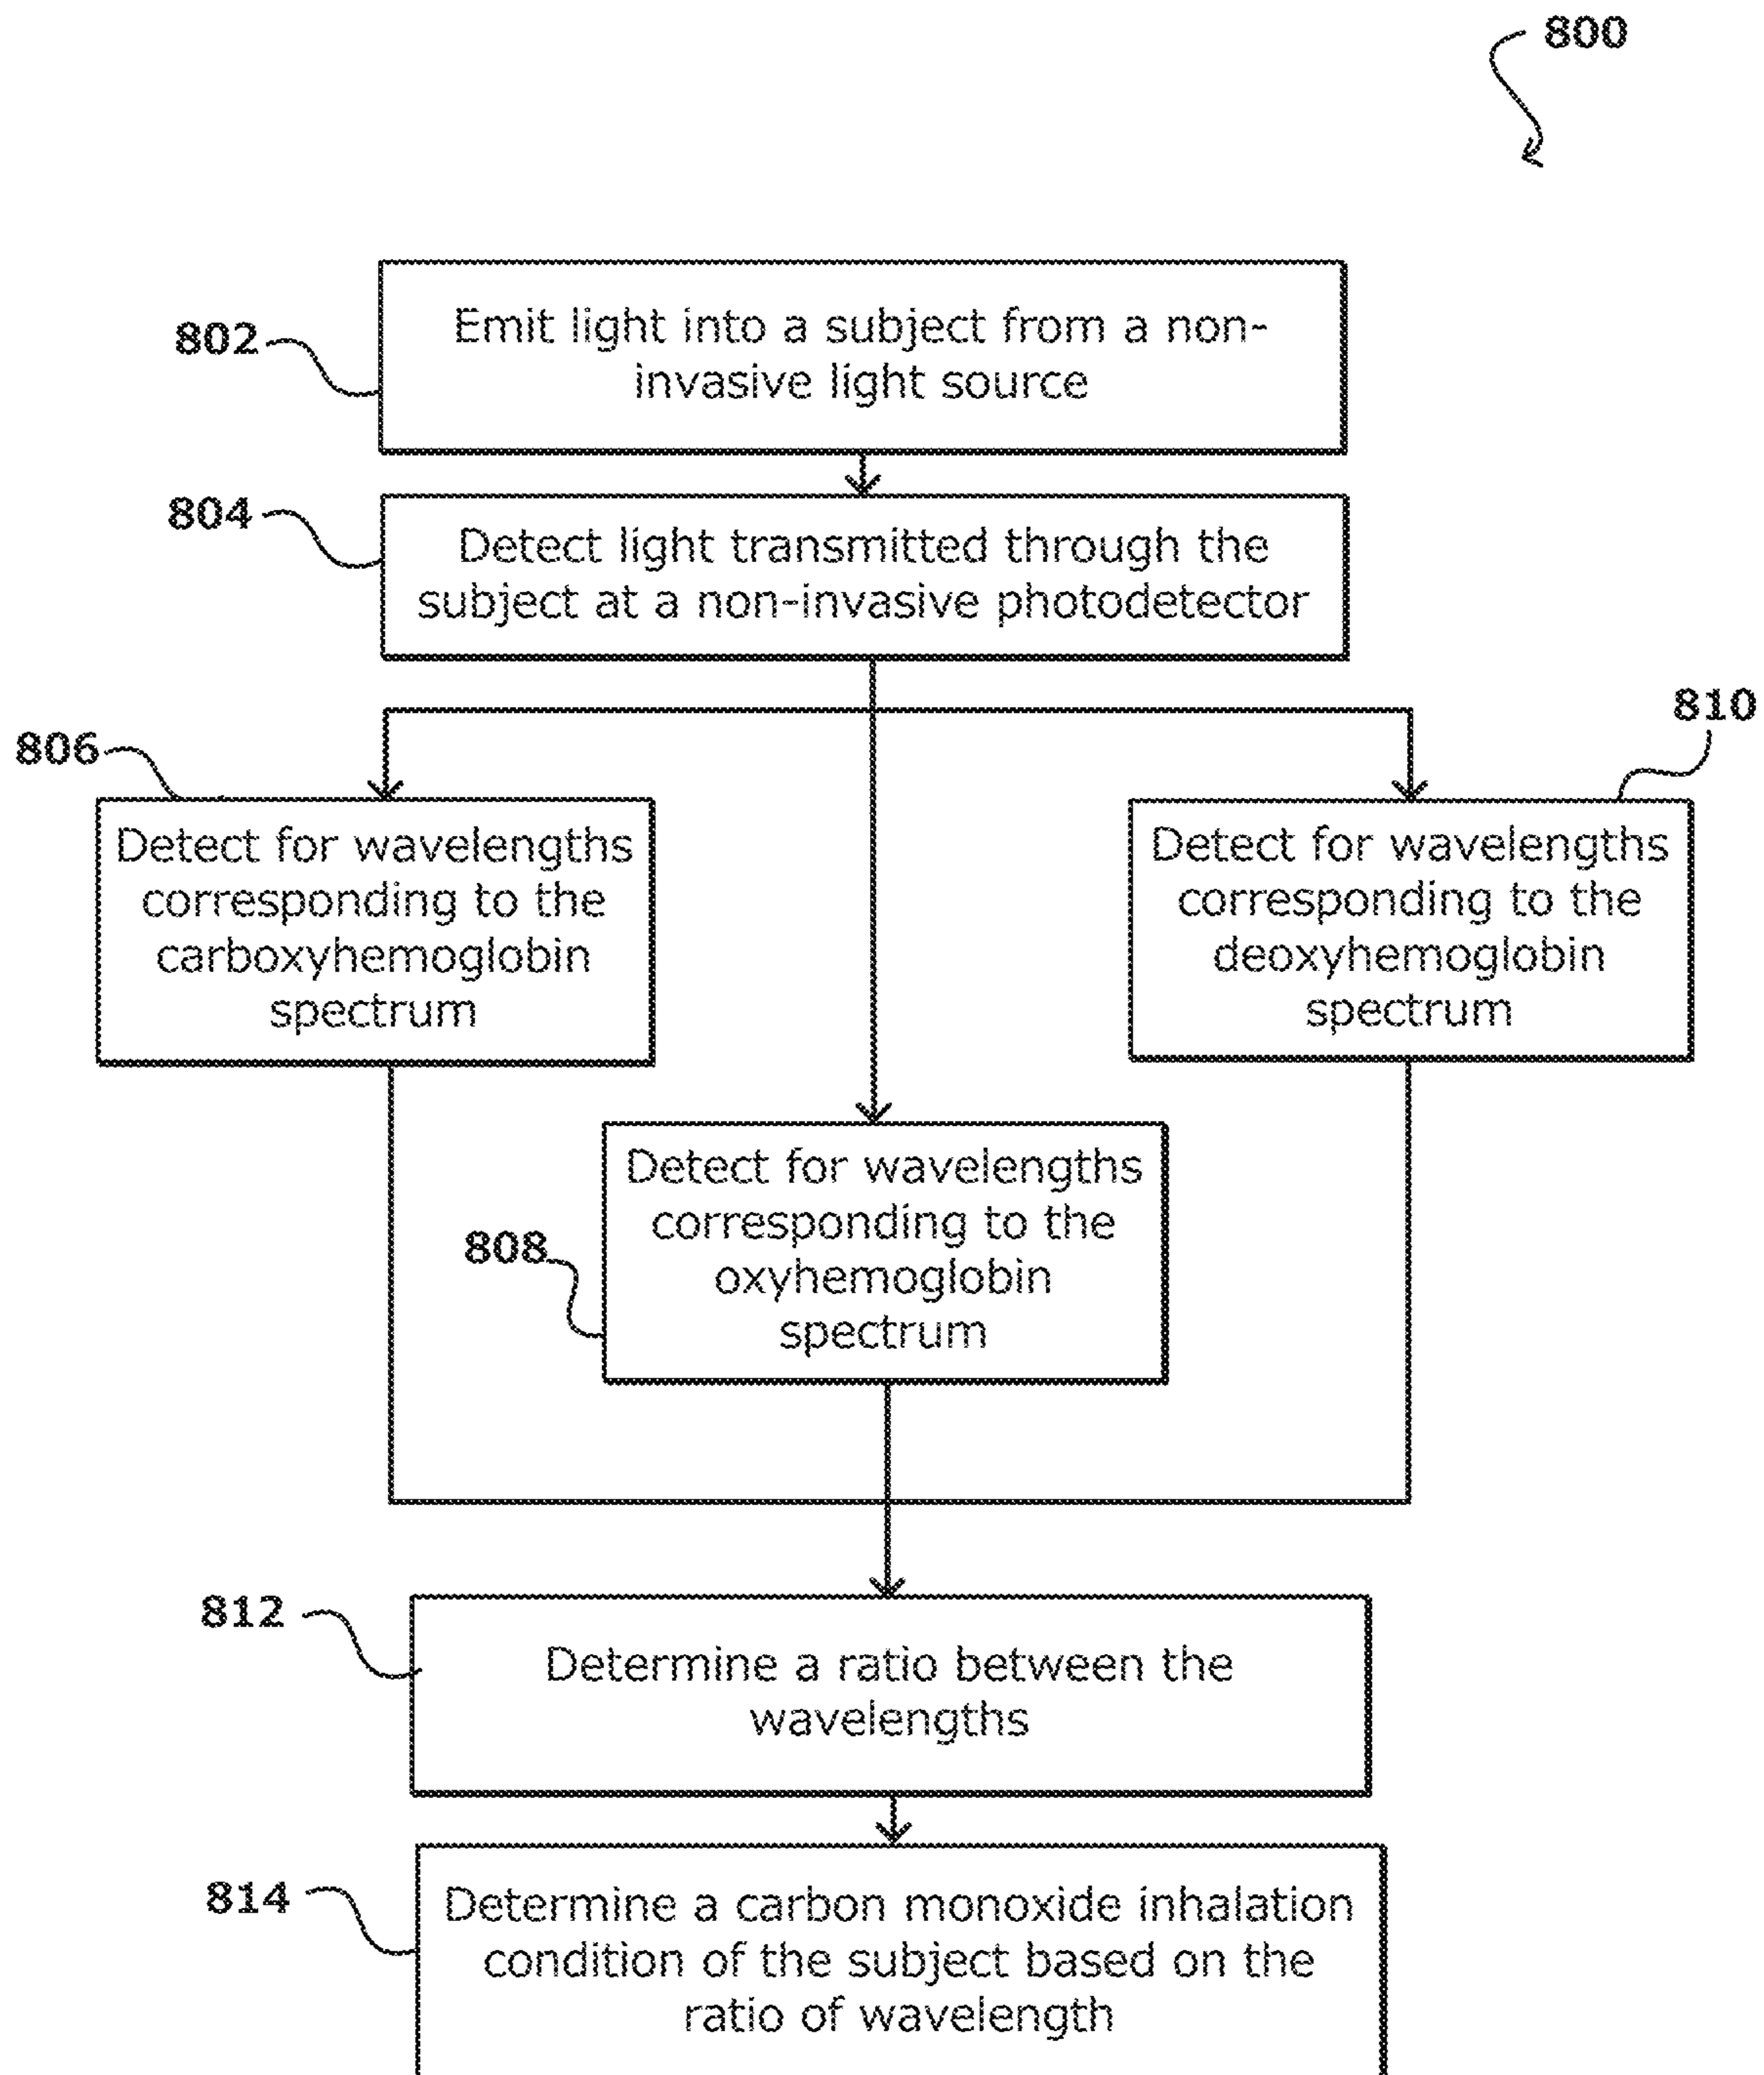 800
802
Emit light into a subject from a non-
invasive light source
804
Detect light transmitted through the
subject at a non-invasive photodetector
806
Detect for wavelengths
corresponding to the
carboxyhemoglobin
spectrum
810
Detect for wavelengths
corresponding to the
deoxyhemoglobin
spectrum
808
Detect for wavelengths
corresponding to the
oxyhemoglobin
spectrum
812
Determine a ratio between the
wavelengths
814
Determine a carbon monoxide inhalation
condition of the subject based on the
ratio of wavelength